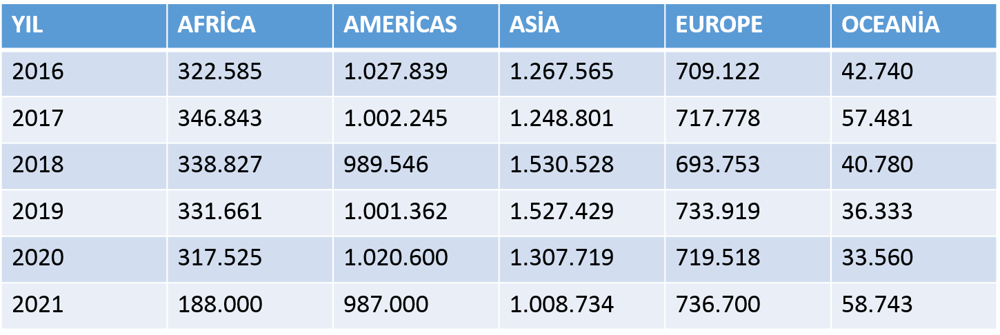 YIL AFRİCA AMERİCAS ASİA EUROPE OCEANİA
2016 322.585 1.027.839 1.267.565 709.122 42.740
2017 346.843 1.002.245 1.248.801 717.778 57.481
2018 338.827 989.546 1.530.528 693.753 40.780
2019 331.661 1.001.362 1.527.429 733.919 36.333
2020 317.525 1.020.600 1.307.719 719.518 33.560
2021 188.000 987.000 1.008.734 736.700 58.743